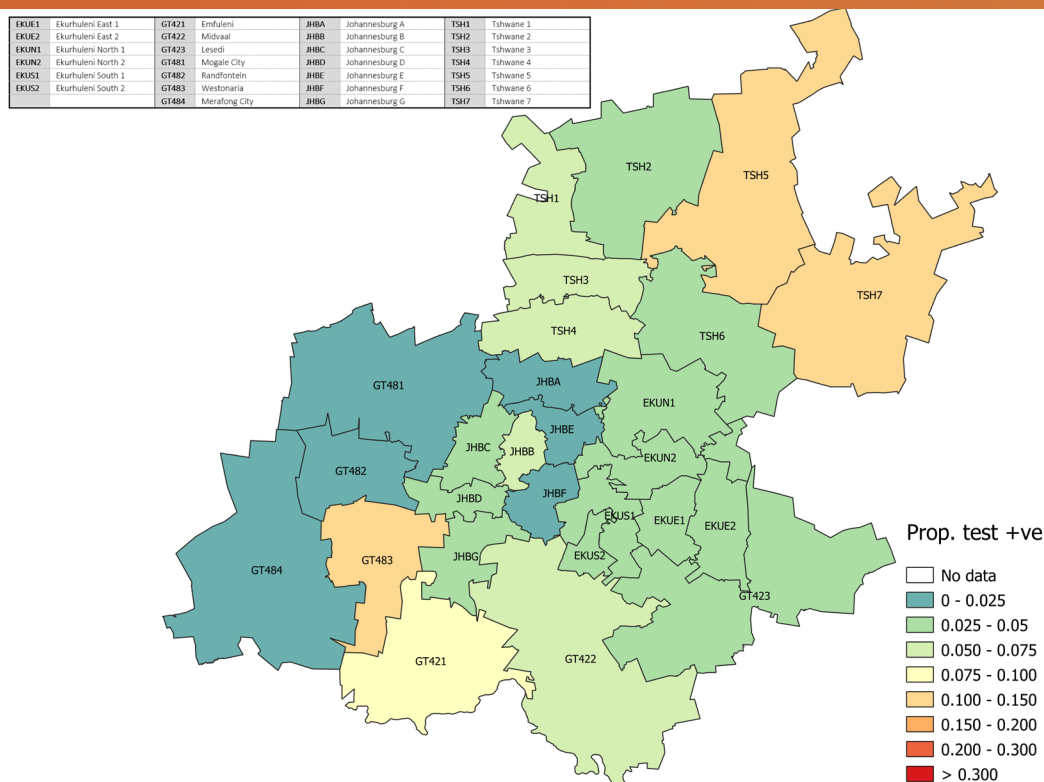 EKUE1 Ekurhuleni East 1 GT421 Emfuleni JHBA Johannesburg A TSH1 Tshwane 1
EKUE2 Ekurhuleni East 2 GT422 Midvaal JHBB Johannesburg B TSH2 Tshwane 2
EKUN1 Ekurhuleni North 1 GT423 Lesedi JHBC Johannesburg C TSH3 Tshwane 3
EKUN2 Ekurhuleni North 2 GT481 Mogale City JHBD Johannesburg D TSH4 Tshwane 4
EKUS1 Ekurhuleni South 1 GT482 Randfontein JHBE Johannesburg E TSH5 Tshwane 5
EKUS2 Ekurhuleni South 2 GT483 Westonaria JHBF Johannesburg F TSH6 Tshwane 6
GT484 Merafong City JHBG Johannesburg G TSH7 Tshwane 7
TSH2
TSH5
TSH1
TSH3
TSH7
TSH4
TSH6
GT481
JHBA
EKUN1
JHBE
JHBC
JHBB
EKUN2
GT482
JHBF
JHBD
EKUS1
EKUE1
EKUE2
GT483
JHBG
EKUS2
GT484
GT423
GT421
GT422
Prop. test +ve
No data
0 - 0.025
0.025 - 0.05
0.050 - 0.075
0.075 - 0.100
0.100 - 0.150
0.150 - 0.200
0.200 - 0.300
> 0.300